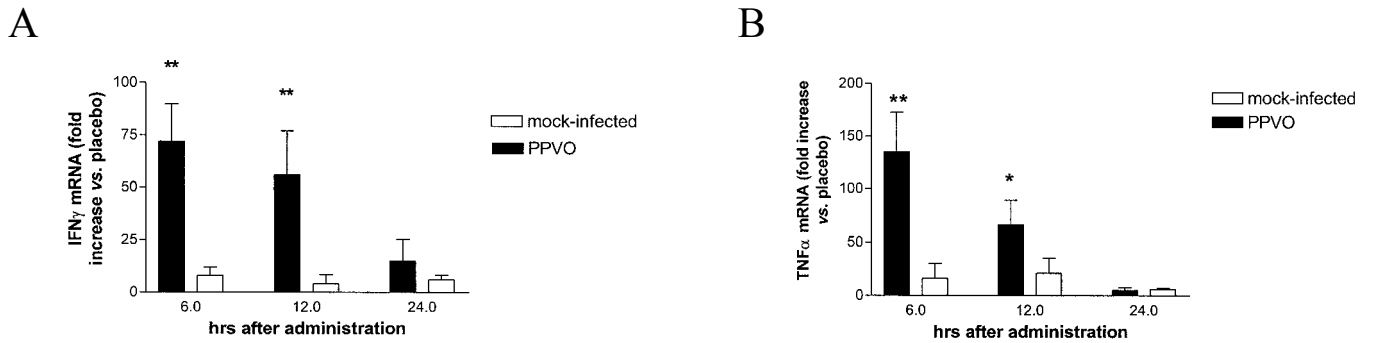 A
**
**
100
75
50
25
0
IFNγ mRNA (fold
increase vs. placebo)
6.0
12.0
24.0
hrs after administration
mock-infected
PPVO
B
**
*
200
150
100
50
0
TNFα mRNA (fold increase
vs. placebo)
6.0
12.0
24.0
hrs after administration
mock-infected
PPVO